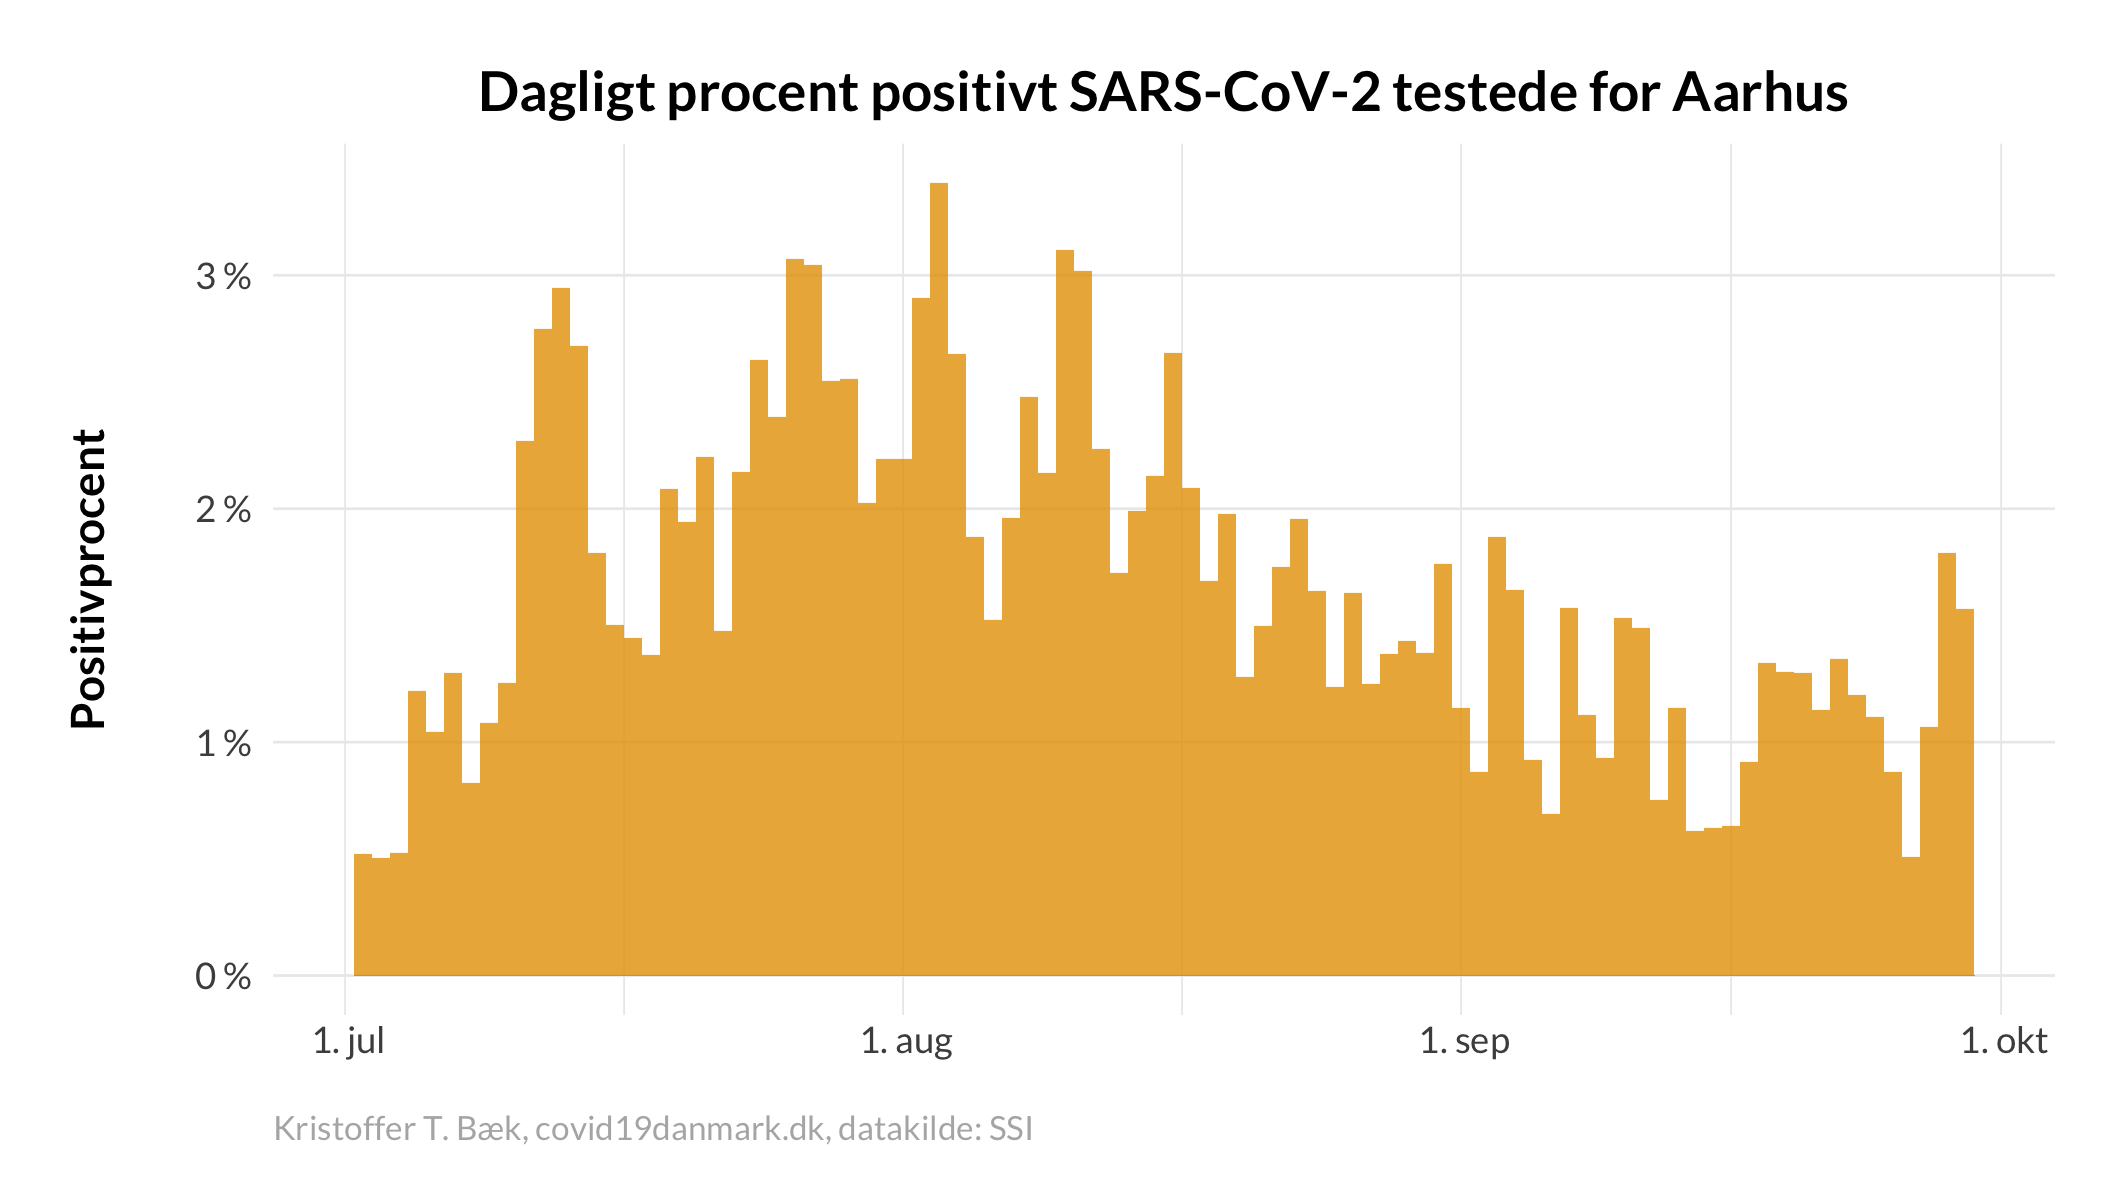 Dagligt procent positivt SARS-CoV-2 testede for Aarhus
Positivprocent
3 %
2 %
1 %
0 %
1. jul
1. aug
1. sep
1. okt
Kristoffer T. Bæk, covid19danmark.dk, datakilde: SSI